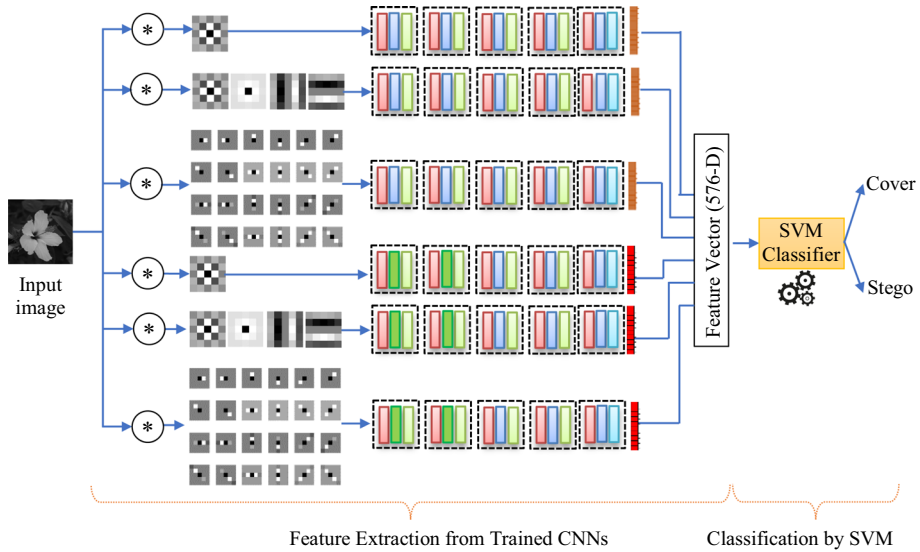 *
*
*
*
*
*
Input
image
Feature Vector (576-D)
SVM
Classifier
Cover
Stego
Feature Extraction from Trained CNNs
Classification by SVM